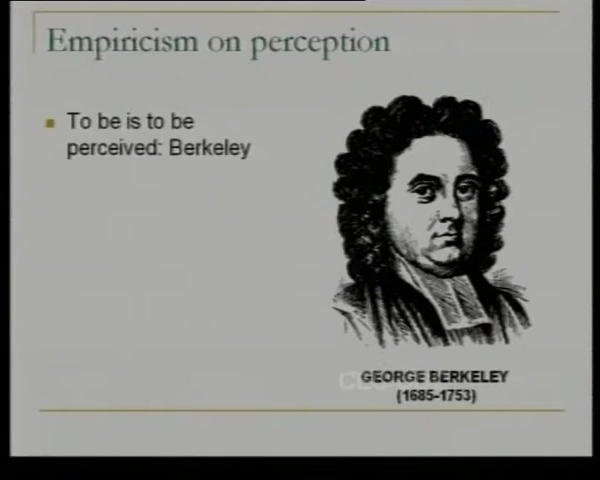 Empiricism on perception
To be is to be
perceived: Berkeley
GEORGE BERKELEY
(1685-1753)